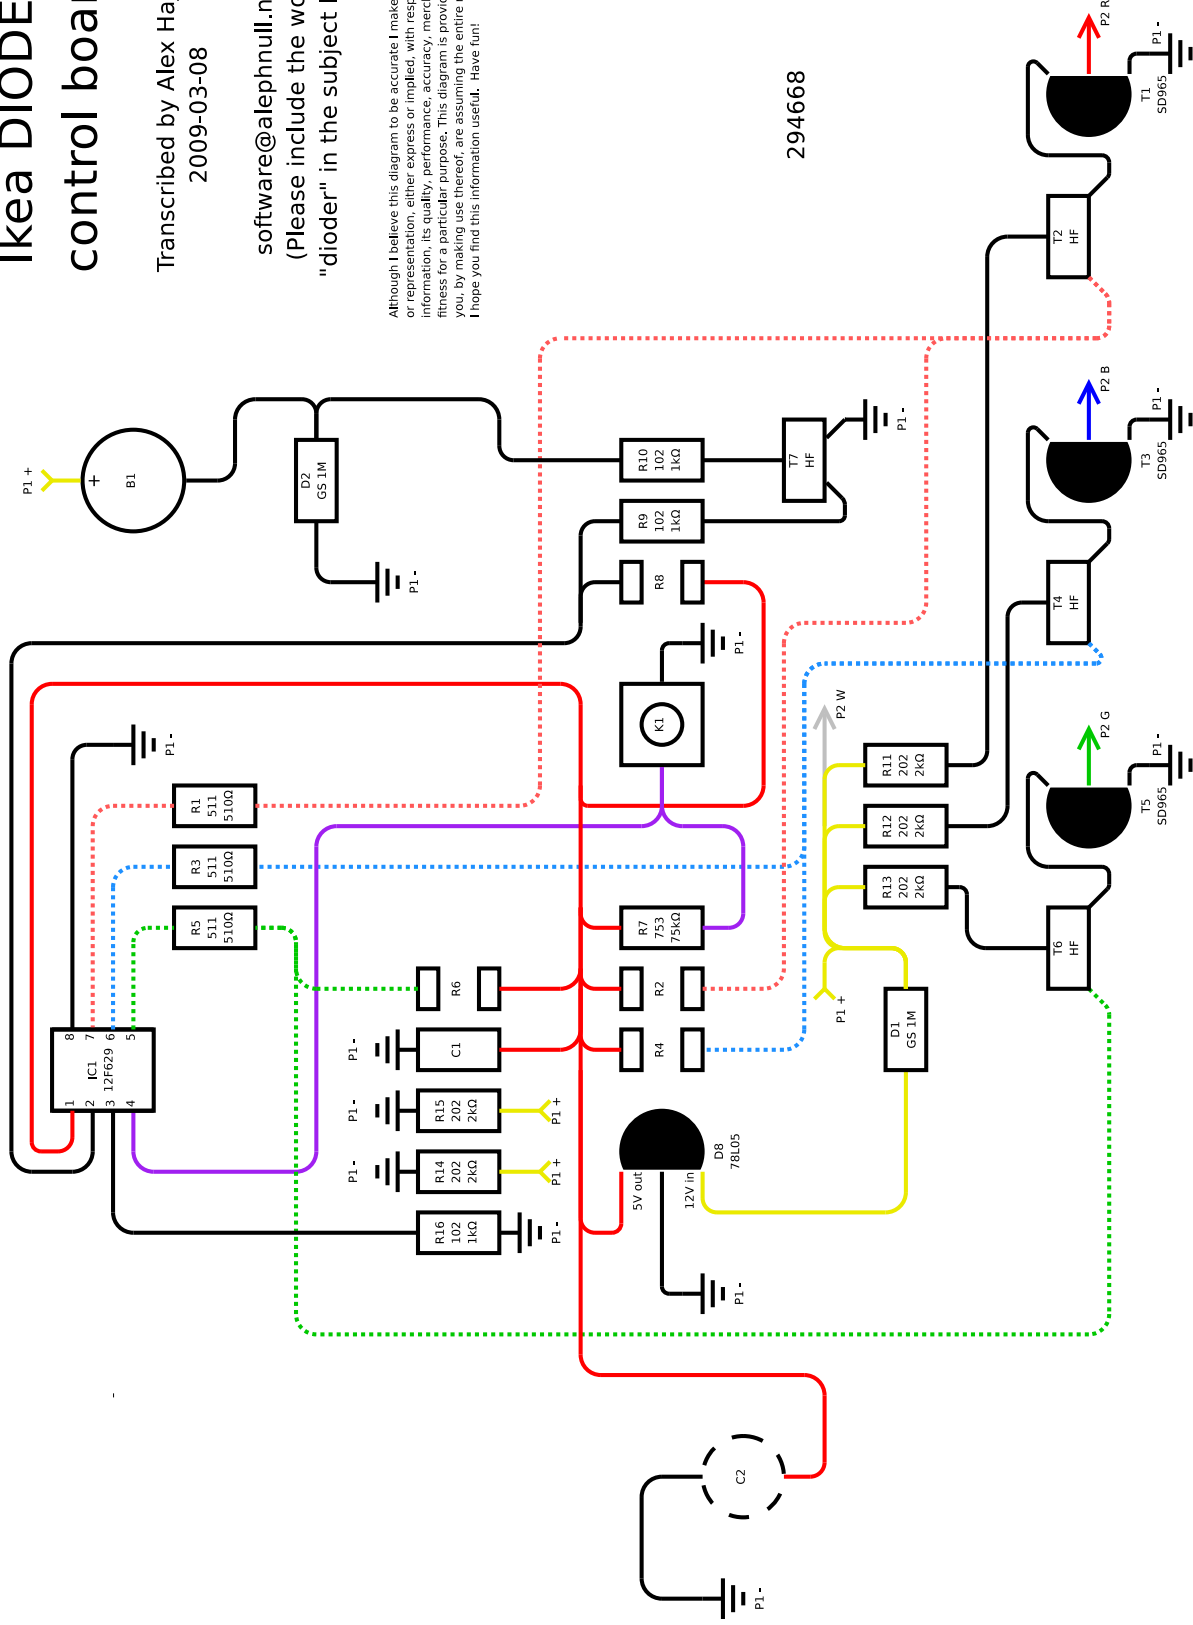 Ikea DIODE
control boar
Transcribed by Alex Ha
2009-03-08
software@alephnull.n
(Please include the wo
"dioder" in the subject
Although I believe this diagram to be accurate I make
or representation, either express or implied, with resp
information, its quality, performance, accuracy, merch
fitness for a particular purpose. This diagram is provid
you, by making use thereof, are assuming the entire
I hope you find this information useful. Have fun!
294668
P1 +
+
B1
D2
GS 1M
P1 -
R10
102
1kΩ
R9
102
1kΩ
R8
T7
HF
P1 -
K1
P1 -
P1 -
R1
511
510Ω
R3
511
510Ω
R5
511
510Ω
IC1
12F629
8
7
6
5
1
2
3
4
R6
P1 -
C1
P1 -
R15
202
2kΩ
P1 +
P1 -
R14
202
2kΩ
P1 +
R16
102
1kΩ
P1 -
R7
753
75kΩ
R2
R4
D8
78L05
5V out
12V in
P1 -
P2 W
P1 +
D1
GS 1M
R11
202
2kΩ
R12
202
2kΩ
R13
202
2kΩ
P2 R
P1 -
T1
SD965
T2
HF
P2 B
P1 -
T3
SD965
T4
HF
P2 G
P1 -
T5
SD965
T6
HF
C2
P1 -
-